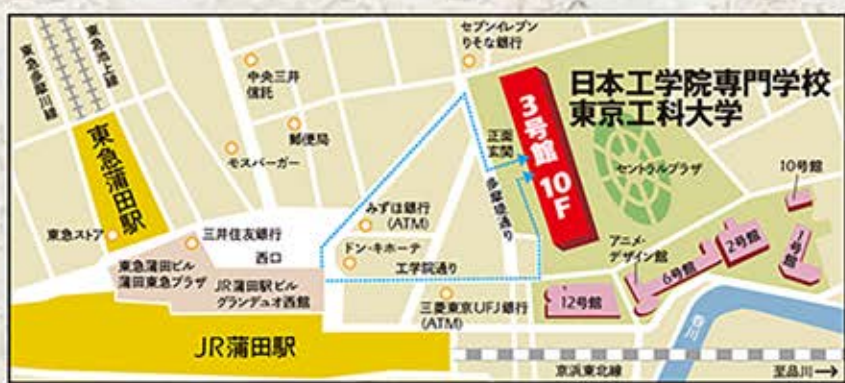 東急多摩川線
東急池上線
東急蒲田駅
東急ストア
中央三井
信託
郵便局
モスバーガー
三井住友銀行
西口
東急蒲田ビル
蒲田東急プラザ
JR蒲田駅ビル
グランデュオ西館
JR蒲田駅
セブンイレブン
りそな銀行
みずほ銀行
(ATM)
ドン・キホーテ
工学院通り
三菱東京UFJ銀行
(ATM)
正面
玄関
多摩堤通り
3号館 10F
日本工学院専門学校
東京工科大学
セントラルプラザ
アニメ・
デザイン館
12号館
6号館
2号館
10号館
1号館
呑川
京浜東北線
至品川→